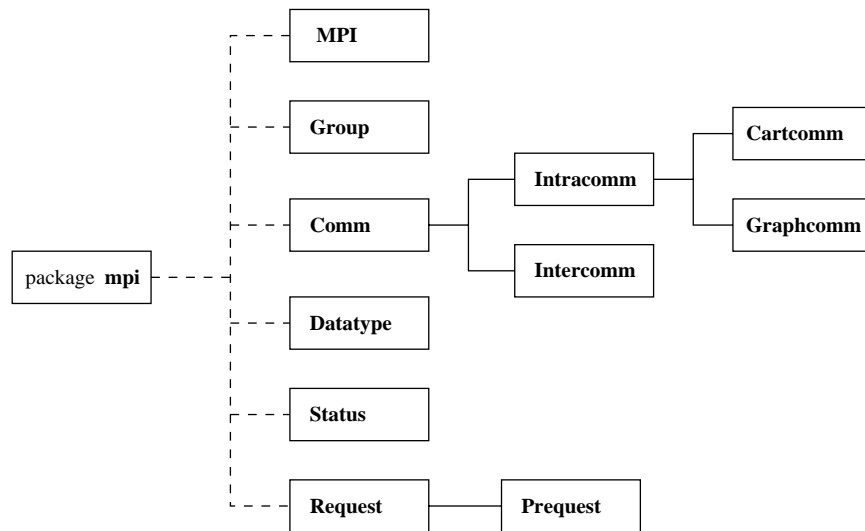 MPI
Group
Cartcomm
Intracomm
Comm
Graphcomm
package mpi
Intercomm
Datatype
Status
Request
Prequest